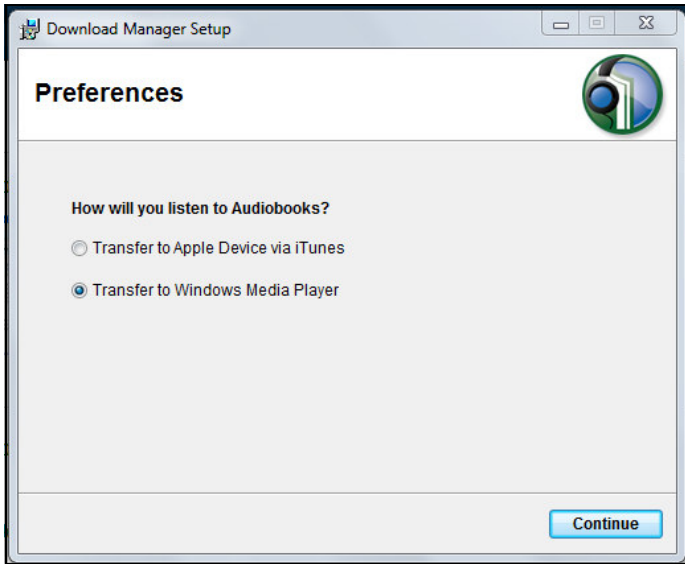 Download Manager Setup
Preferences
How will you listen to Audiobooks?
Transfer to Apple Device via iTunes
Transfer to Windows Media Player
Continue